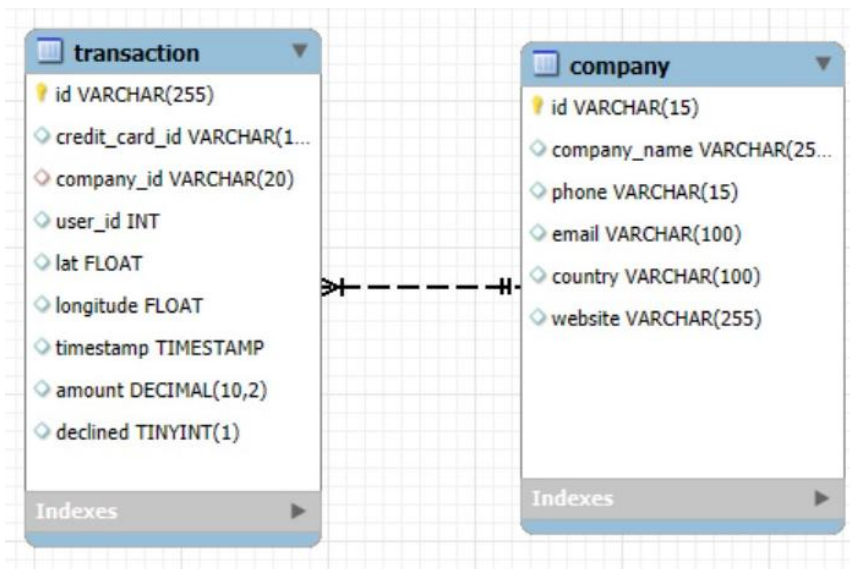 transaction
id VARCHAR(255)
credit_card_id VARCHAR(1...
company_id VARCHAR(20)
user_id INT
lat FLOAT
longitude FLOAT
timestamp TIMESTAMP
amount DECIMAL(10,2)
declined TINYINT(1)
Indexes
company
id VARCHAR(15)
company_name VARCHAR(25...
phone VARCHAR(15)
email VARCHAR(100)
country VARCHAR(100)
website VARCHAR(255)
Indexes